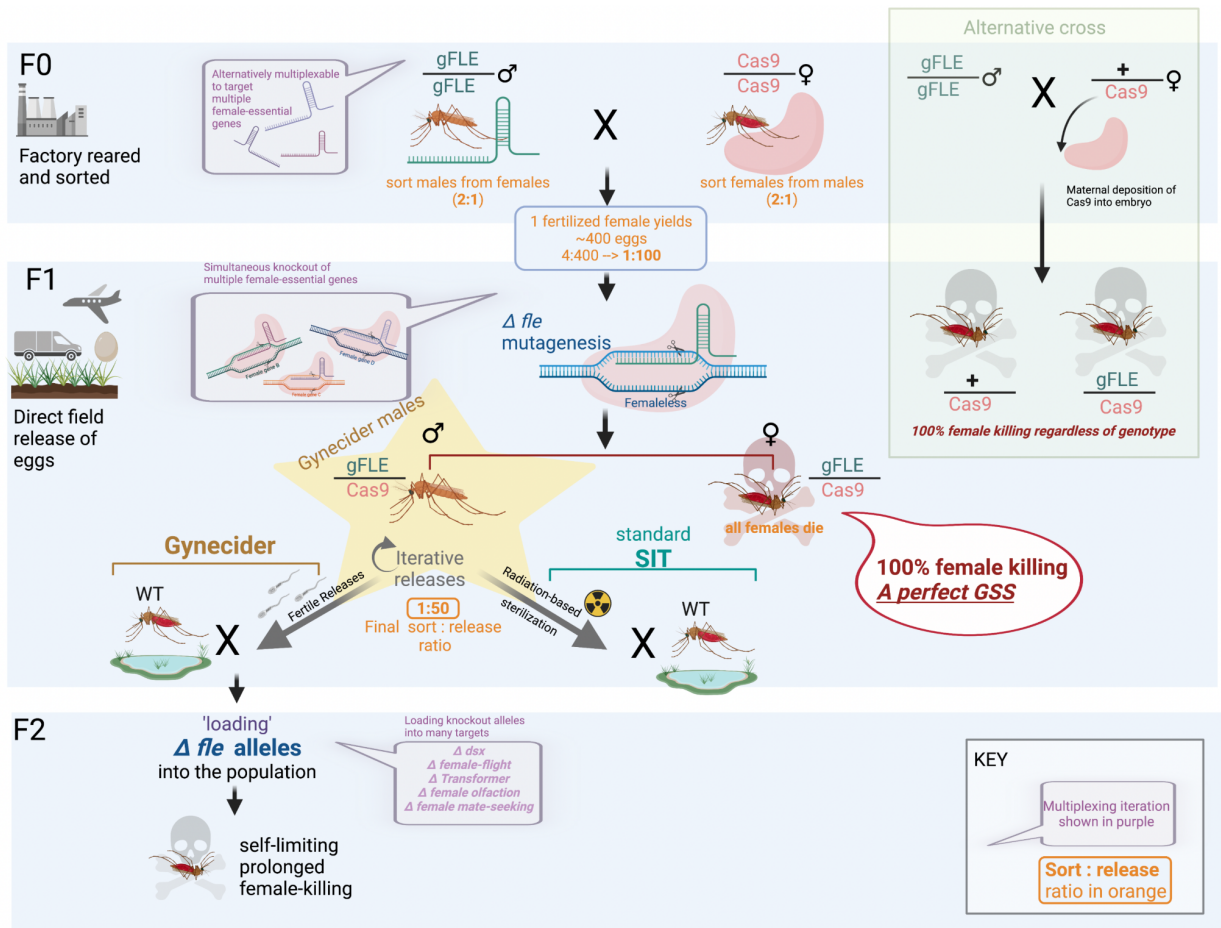 Alternative cross
F0
Factory reared
and sorted
Alternatively multiplexable
to target
multiple
female-essential
genes
gFLE
gFLE
♂
sort males from females
(2:1)
X
Cas9
Cas9
♀
sort females from males
(2:1)
gFLE
gFLE
♂
X
+
Cas9
♀
Maternal deposition of
Cas9 into embryo
1 fertilized female yields
~400 eggs
4:400 --> 1:100
F1
Direct field
release of
eggs
Simultaneous knockout of
multiple female-essential genes
Female gene B
Female gene D
Δ fle
mutagenesis
Femaleless
+
Cas9
gFLE
Cas9
100% female killing regardless of genotype
Gynecider males
♂
gFLE
Cas9
♀
gFLE
Cas9
all females die
100% female killing
A perfect GSS
Gynecider
WT
X
Fertile Releases
Iterative
releases
1:50
Final sort : release
ratio
standard
SIT
Radiation-based
sterilization
X
WT
F2
'loading'
Δ fle alleles
into the population
self-limiting
prolonged
female-killing
Loading knockout alleles
into many targets
Δ dsx
Δ female-flight
Δ Transformer
Δ female olfaction
Δ female mate-seeking
KEY
Multiplexing iteration
shown in purple
Sort : release
ratio in orange